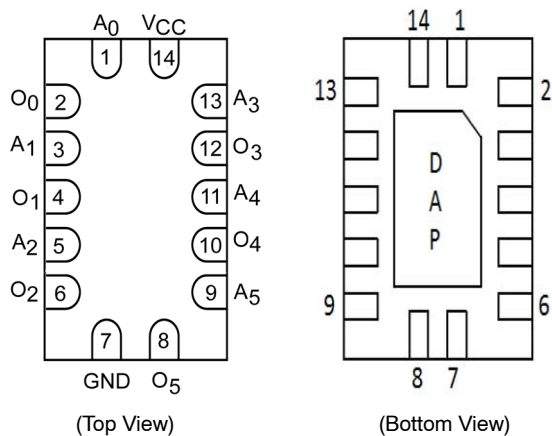 A0 VCC
1 14
O0 2 13 A3
A1 3 12 O3
O1 4 11 A4
A2 5 10 O4
O2 6 9 A5
7 8
GND O5
(Top View)
14 1
13 2
D
A
P
9 6
8 7
(Bottom View)